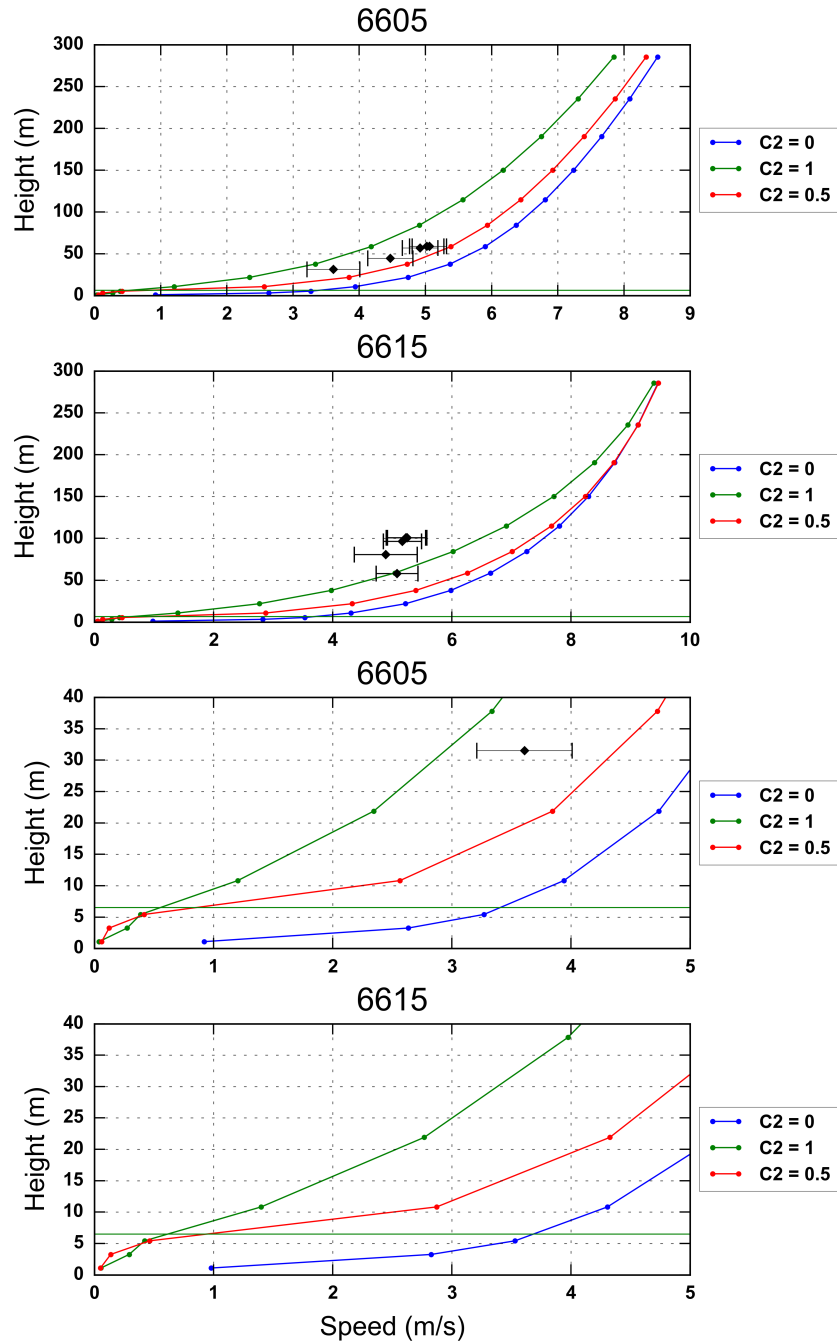 6605
Height (m)
300
250
200
150
100
50
0
0 1 2 3 4 5 6 7 8 9
C2 = 0
C2 = 1
C2 = 0.5
6615
Height (m)
300
250
200
150
100
50
0
0 2 4 6 8 10
C2 = 0
C2 = 1
C2 = 0.5
6605
Height (m)
40
35
30
25
20
15
10
5
0
0 1 2 3 4 5
C2 = 0
C2 = 1
C2 = 0.5
6615
Height (m)
40
35
30
25
20
15
10
5
0
0 1 2 3 4 5
C2 = 0
C2 = 1
C2 = 0.5
Speed (m/s)